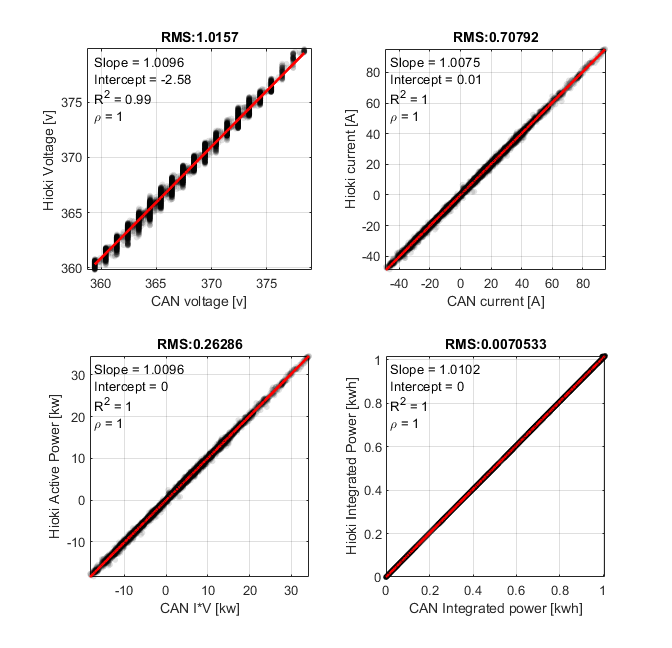 RMS:1.0157
Slope = 1.0096
Intercept = -2.58
R² = 0.99
ρ = 1
Hioki Voltage [v]
375
370
365
360
360 365 370 375
CAN voltage [v]
RMS:0.70792
Slope = 1.0075
Intercept = 0.01
R² = 1
ρ = 1
Hioki current [A]
80
60
40
20
0
-20
-40
-40 -20 0 20 40 60 80
CAN current [A]
RMS:0.26286
Slope = 1.0096
Intercept = 0
R² = 1
ρ = 1
Hioki Active Power [kw]
30
20
10
0
-10
-10 0 10 20 30
CAN I*V [kw]
RMS:0.0070533
Slope = 1.0102
Intercept = 0
R² = 1
ρ = 1
Hioki Integrated Power [kwh]
1
0.8
0.6
0.4
0.2
0
0 0.2 0.4 0.6 0.8 1
CAN Integrated power [kwh]